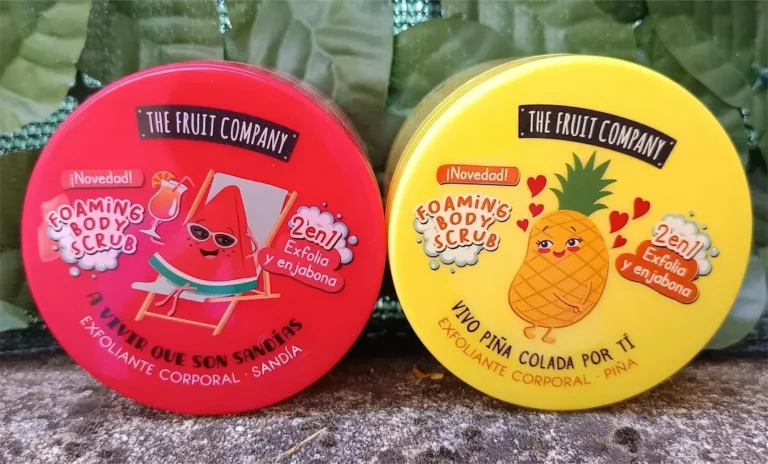 THE FRUIT COMPANY
¡Novedad!
FOAMING
BODY
SCRUB
2en1
Exfolia
y enjabona
A VIVIR QUE SON SANDÍAS
EXFOLIANTE CORPORAL · SANDÍA
THE FRUIT COMPANY
¡Novedad!
FOAMING
BODY
SCRUB
2en1
Exfolia
y enjabona
VIVO PIÑA COLADA POR TÍ
EXFOLIANTE CORPORAL · PIÑA